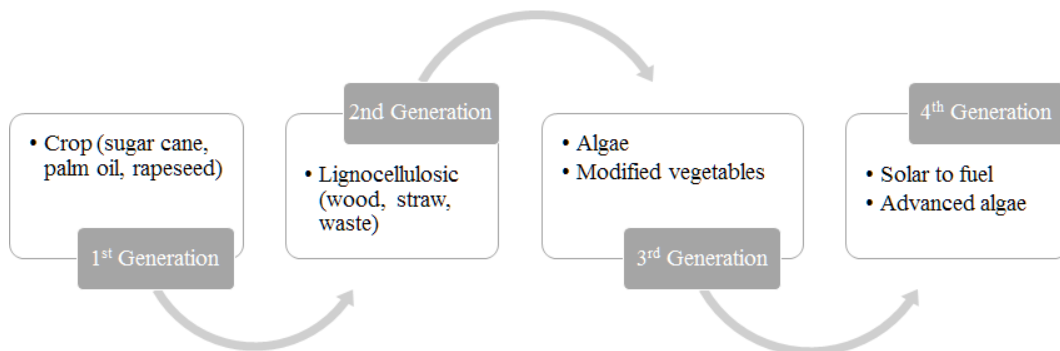 • Crop (sugar cane,
palm oil, rapeseed)
1st Generation
2nd Generation
• Lignocellulosic
(wood, straw,
waste)
• Algae
• Modified vegetables
3rd Generation
4th Generation
• Solar to fuel
• Advanced algae